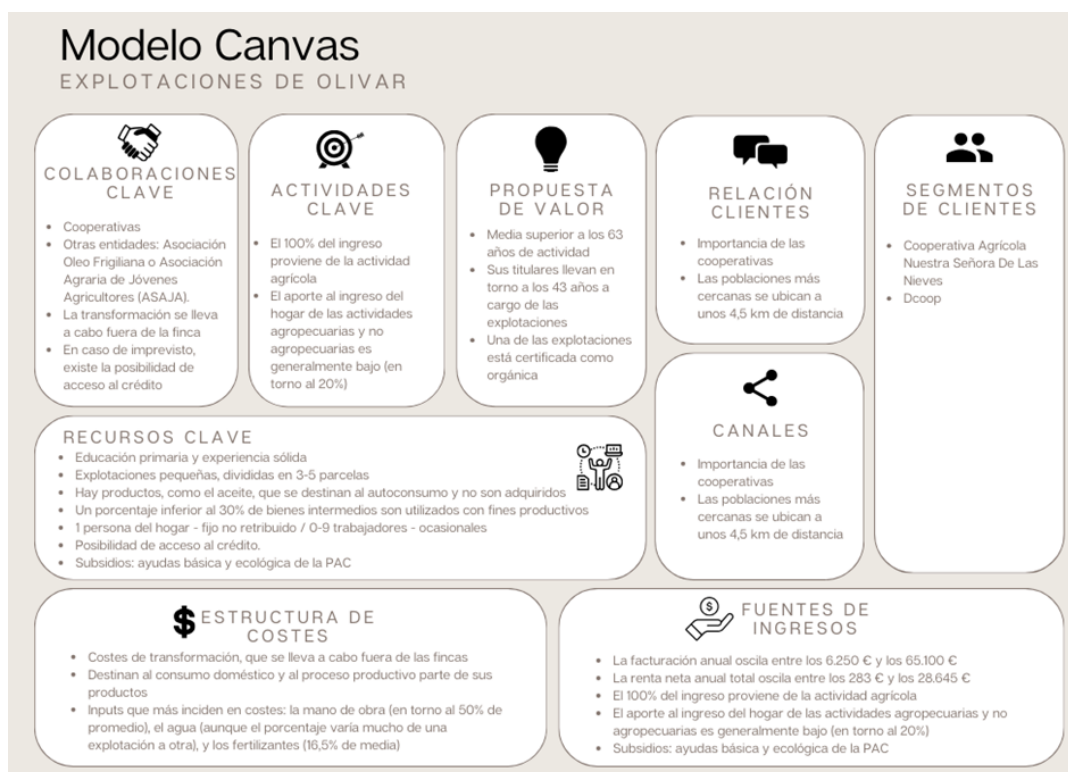 Modelo Canvas
EXPLOTACIONES DE OLIVAR
COLABORACIONES
CLAVE
• Cooperativas
• Otras entidades: Asociación
Oleo Frigiliana o Asociación
Agraria de Jóvenes
Agricultores (ASAJA).
• La transformación se lleva
a cabo fuera de la finca
• En caso de imprevisto,
existe la posibilidad de
acceso al crédito
ACTIVIDADES
CLAVE
• El 100% del ingreso
proviene de la actividad
agrícola
• El aporte al ingreso del
hogar de las actividades
agropecuarias y no
agropecuarias es
generalmente bajo (en
torno al 20%)
PROPUESTA
DE VALOR
• Media superior a los 63
años de actividad
• Sus titulares llevan en
torno a los 43 años a
cargo de las
explotaciones
• Una de las explotaciones
está certificada como
orgánica
RELACIÓN
CLIENTES
• Importancia de las
cooperativas
• Las poblaciones más
cercanas se ubican a
unos 4,5 km de distancia
CANALES
• Importancia de las
cooperativas
• Las poblaciones más
cercanas se ubican a
unos 4,5 km de distancia
SEGMENTOS
DE CLIENTES
• Cooperativa Agrícola
Nuestra Señora De Las
Nieves
• Dcoop
RECURSOS CLAVE
• Educación primaria y experiencia sólida
• Explotaciones pequeñas, divididas en 3-5 parcelas
• Hay productos, como el aceite, que se destinan al autoconsumo y no son adquiridos
• Un porcentaje inferior al 30% de bienes intermedios son utilizados con fines productivos
• 1 persona del hogar - fijo no retribuido / 0-9 trabajadores - ocasionales
• Posibilidad de acceso al crédito.
• Subsidios: ayudas básica y ecológica de la PAC
$ ESTRUCTURA DE
COSTES
• Costes de transformación, que se lleva a cabo fuera de las fincas
• Destinan al consumo doméstico y al proceso productivo parte de sus
productos
• Inputs que más inciden en costes: la mano de obra (en torno al 50% de
promedio), el agua (aunque el porcentaje varía mucho de una
explotación a otra), y los fertilizantes (16,5% de media)
$
FUENTES DE
INGRESOS
• La facturación anual oscila entre los 6.250 € y los 65.100 €
• La renta neta anual total oscila entre los 283 € y los 28.645 €
• El 100% del ingreso proviene de la actividad agrícola
• El aporte al ingreso del hogar de las actividades agropecuarias y no
agropecuarias es generalmente bajo (en torno al 20%)
• Subsidios: ayudas básica y ecológica de la PAC